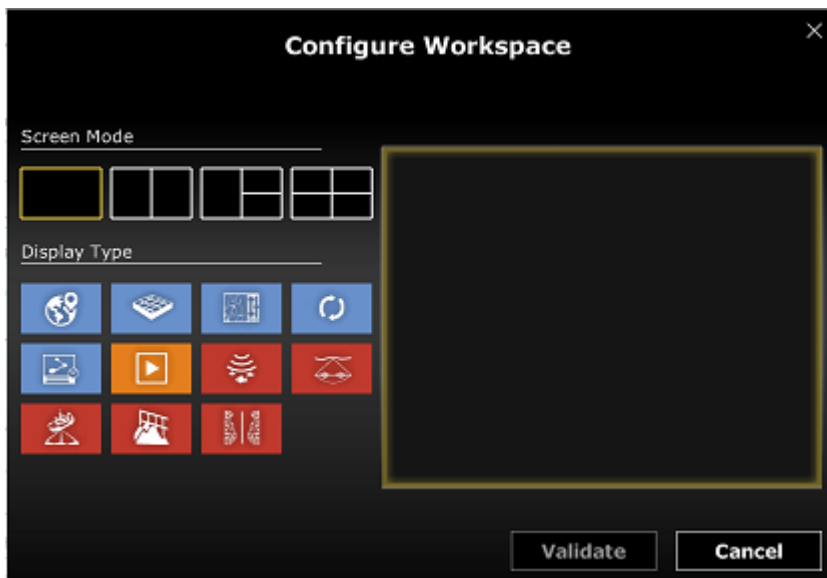 Configure Workspace
Screen Mode
Display Type
Validate
Cancel